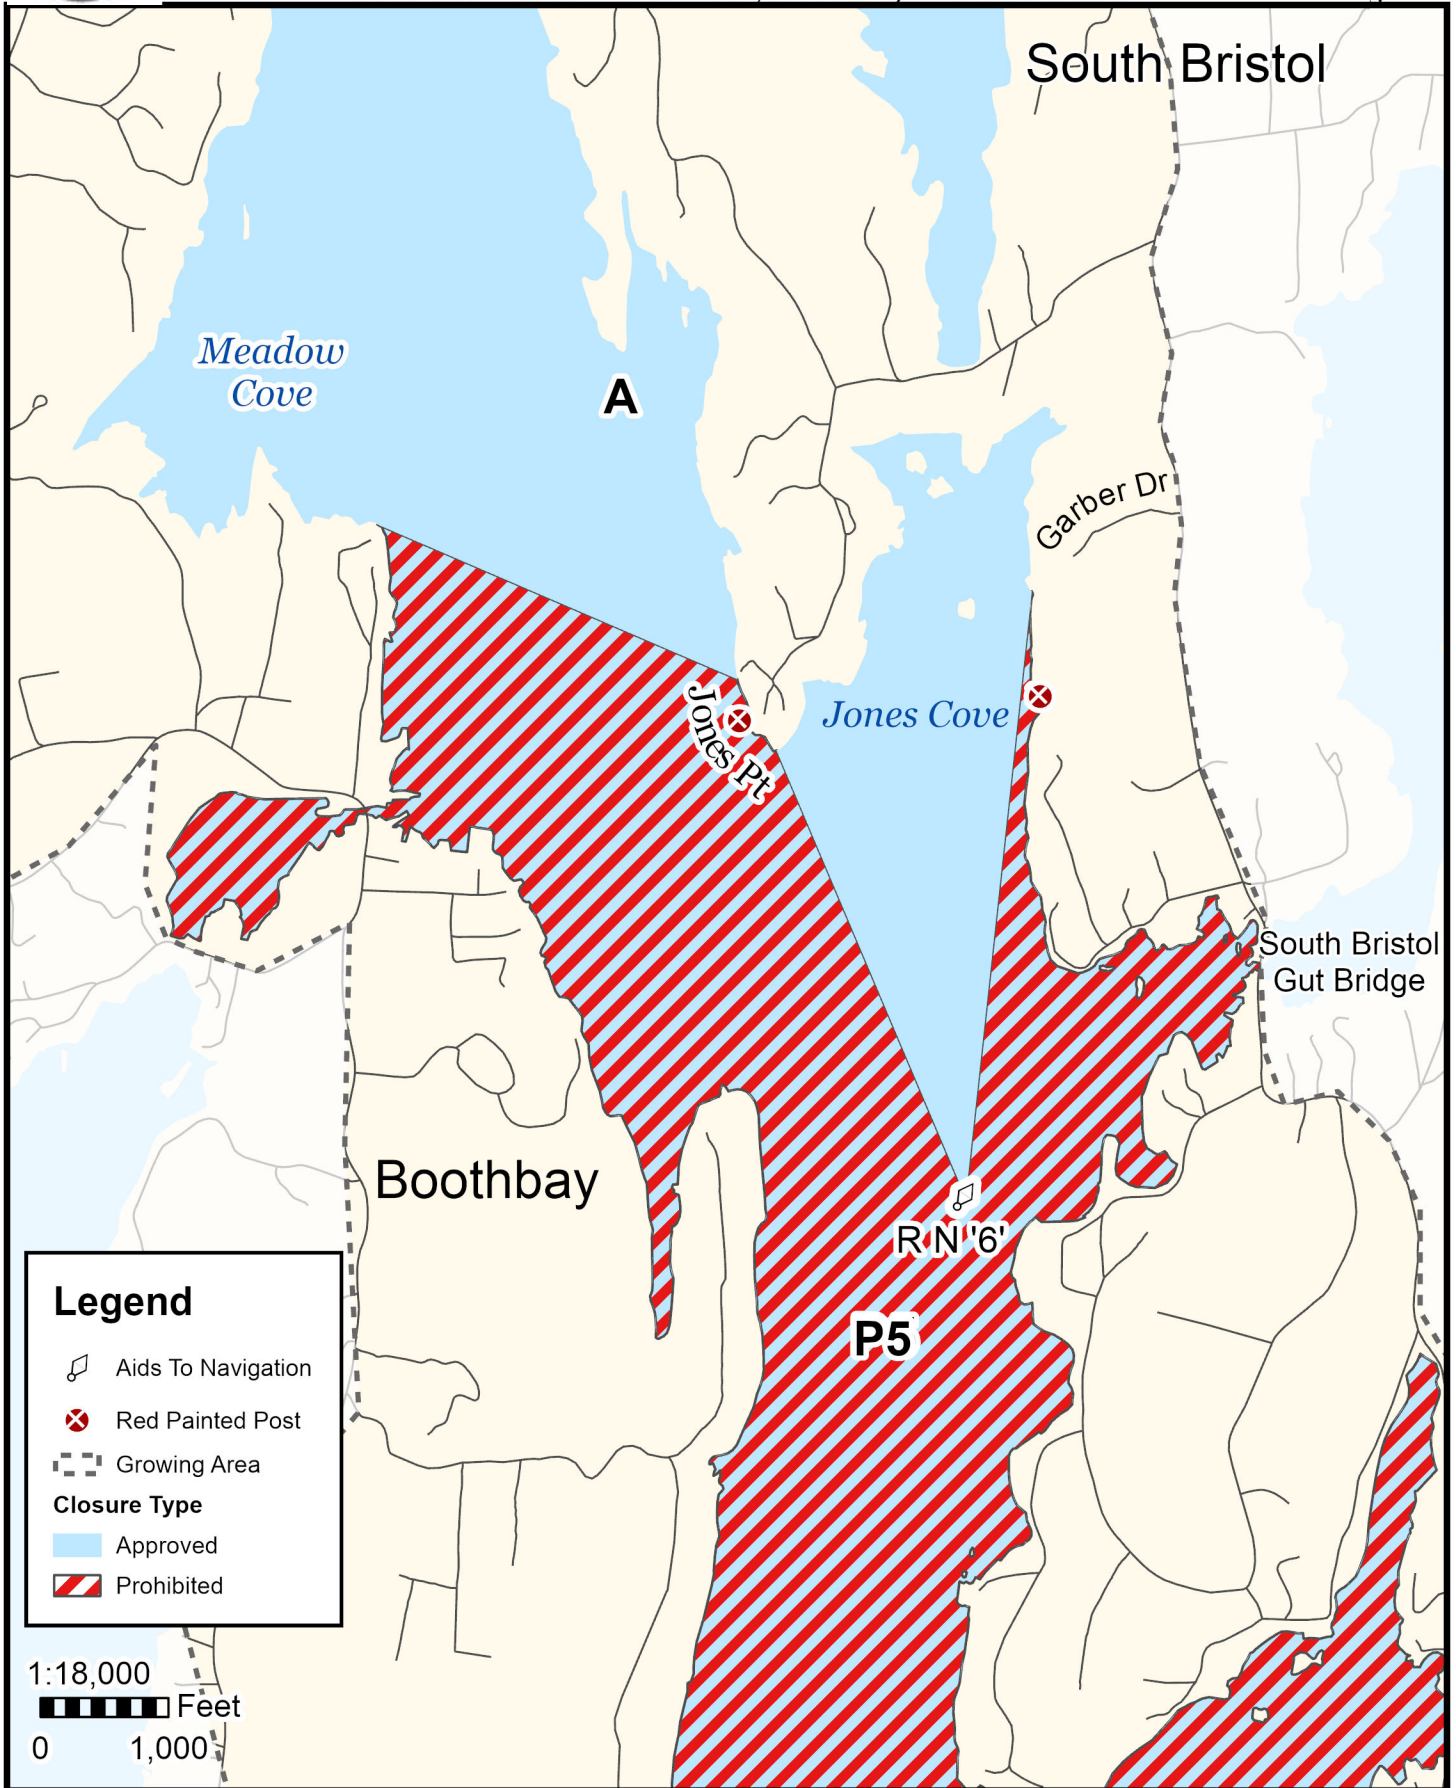 South Bristol
Meadow
Cove
A
Garber Dr
Jones Cove
Jones Pt
South Bristol
Gut Bridge
Boothbay
R N '6'
P5
Legend
Aids To Navigation
Red Painted Post
Growing Area
Closure Type
Approved
Prohibited
1:18,000
Feet
0 1,000